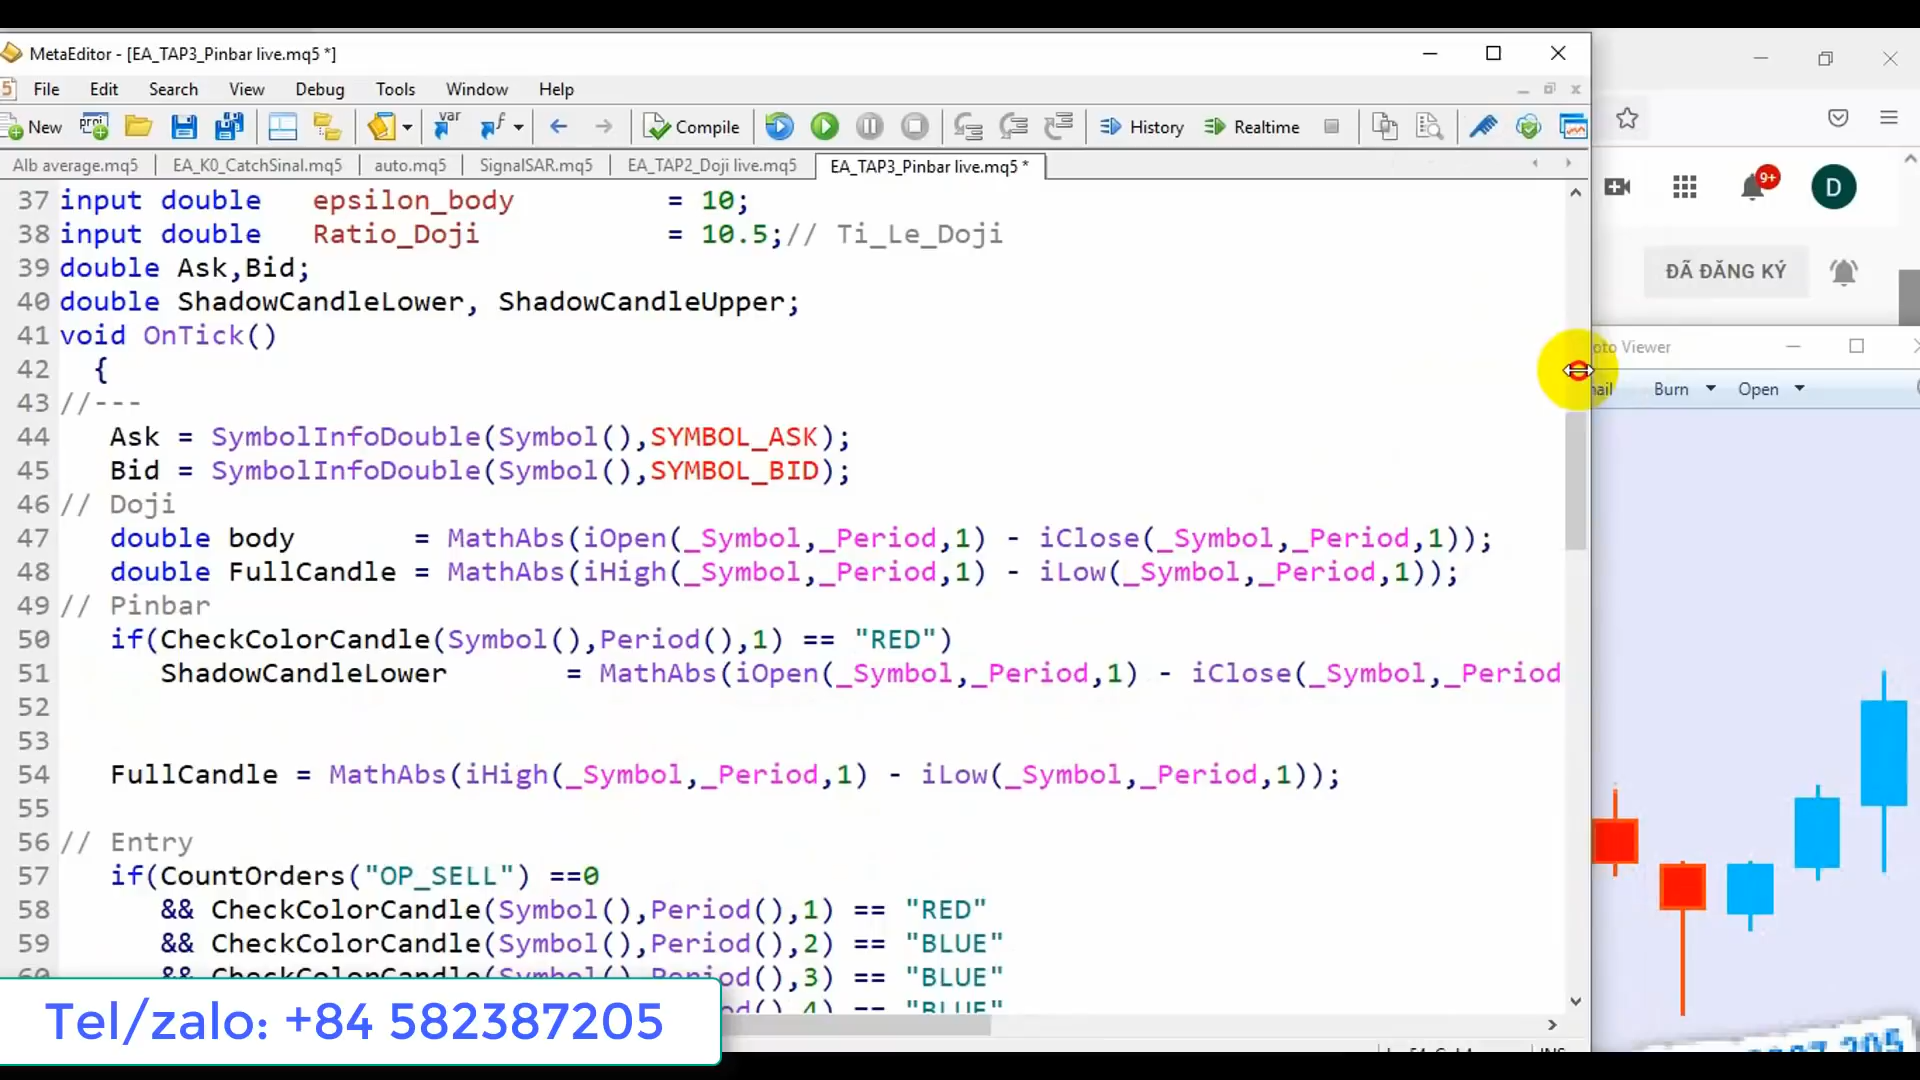 MetaEditor - [EA_TAP3_Pinbar live.mq5 *]
File Edit Search View Debug Tools Window Help
New Compile History Realtime
Alb average.mq5 EA_K0_CatchSinal.mq5 auto.mq5 SignalSAR.mq5 EA_TAP2_Doji live.mq5 EA_TAP3_Pinbar live.mq5 *
37 input double epsilon_body = 10;
38 input double Ratio_Doji = 10.5;// Ti_Le_Doji
39 double Ask,Bid;
40 double ShadowCandleLower, ShadowCandleUpper;
41 void OnTick()
42 {
43 //---
44 Ask = SymbolInfoDouble(Symbol(),SYMBOL_ASK);
45 Bid = SymbolInfoDouble(Symbol(),SYMBOL_BID);
46 // Doji
47 double body = MathAbs(iOpen(_Symbol,_Period,1) - iClose(_Symbol,_Period,1));
48 double FullCandle = MathAbs(iHigh(_Symbol,_Period,1) - iLow(_Symbol,_Period,1));
49 // Pinbar
50 if(CheckColorCandle(Symbol(),Period(),1) == "RED")
51 ShadowCandleLower = MathAbs(iOpen(_Symbol,_Period,1) - iClose(_Symbol,_Period
52
53
54 FullCandle = MathAbs(iHigh(_Symbol,_Period,1) - iLow(_Symbol,_Period,1));
55
56 // Entry
57 if(CountOrders("OP_SELL") ==0
58 && CheckColorCandle(Symbol(),Period(),1) == "RED"
59 && CheckColorCandle(Symbol(),Period(),2) == "BLUE"
60 && CheckColorCandle(Symbol(),Period(),3) == "BLUE"
Tel/zalo: +84 582387205
9+
D
ĐÃ ĐĂNG KÝ
Viewer
Burn Open